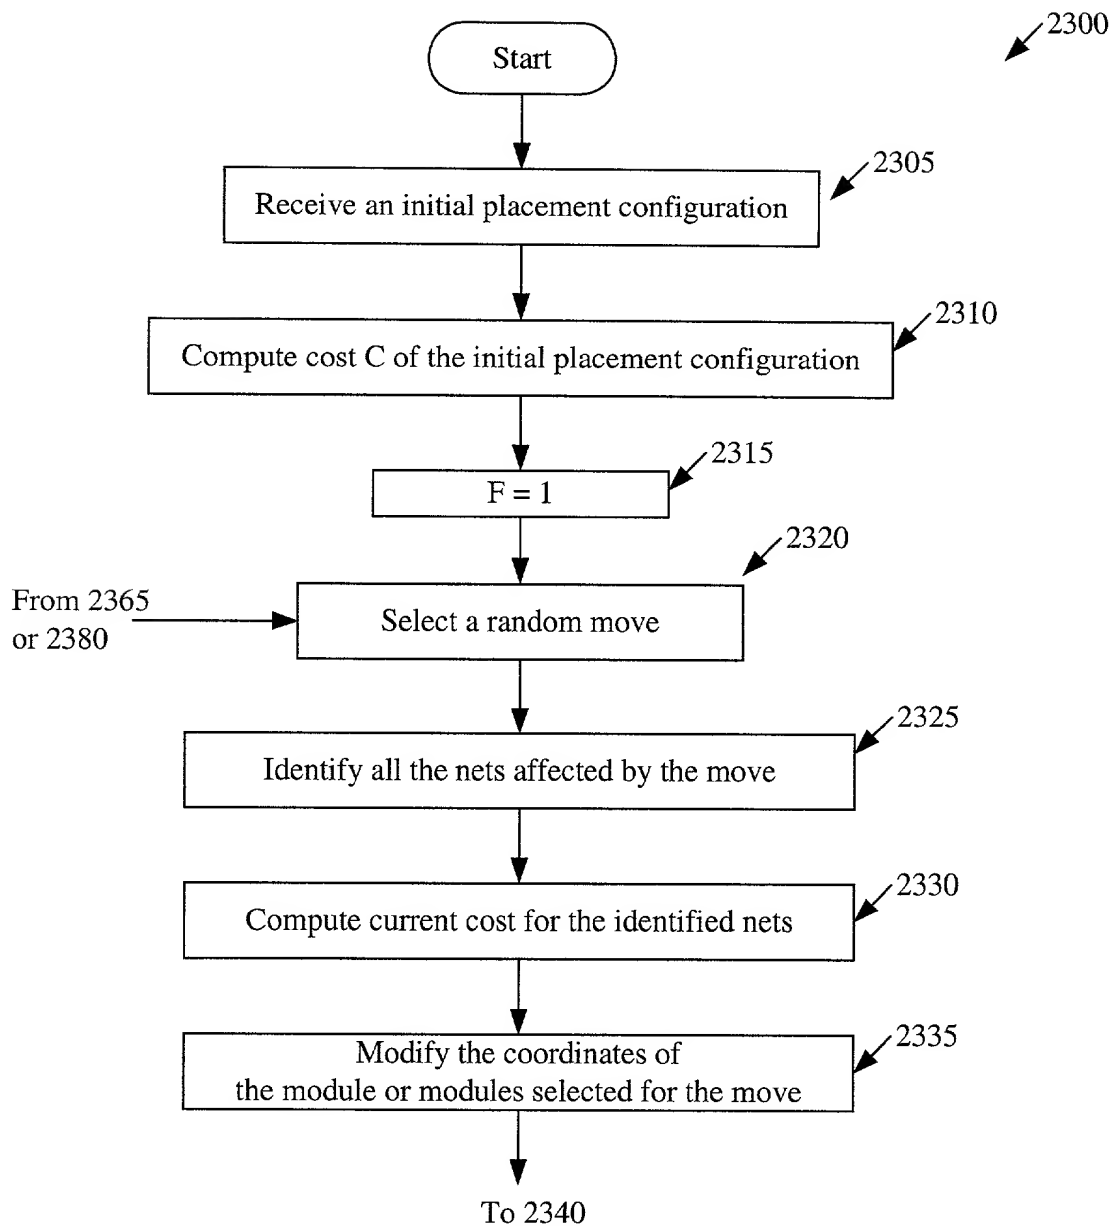 2300
Start
2305
Receive an initial placement configuration
2310
Compute cost C of the initial placement configuration
2315
F = 1
2320
From 2365
or 2380
Select a random move
2325
Identify all the nets affected by the move
2330
Compute current cost for the identified nets
2335
Modify the coordinates of
the module or modules selected for the move
To 2340